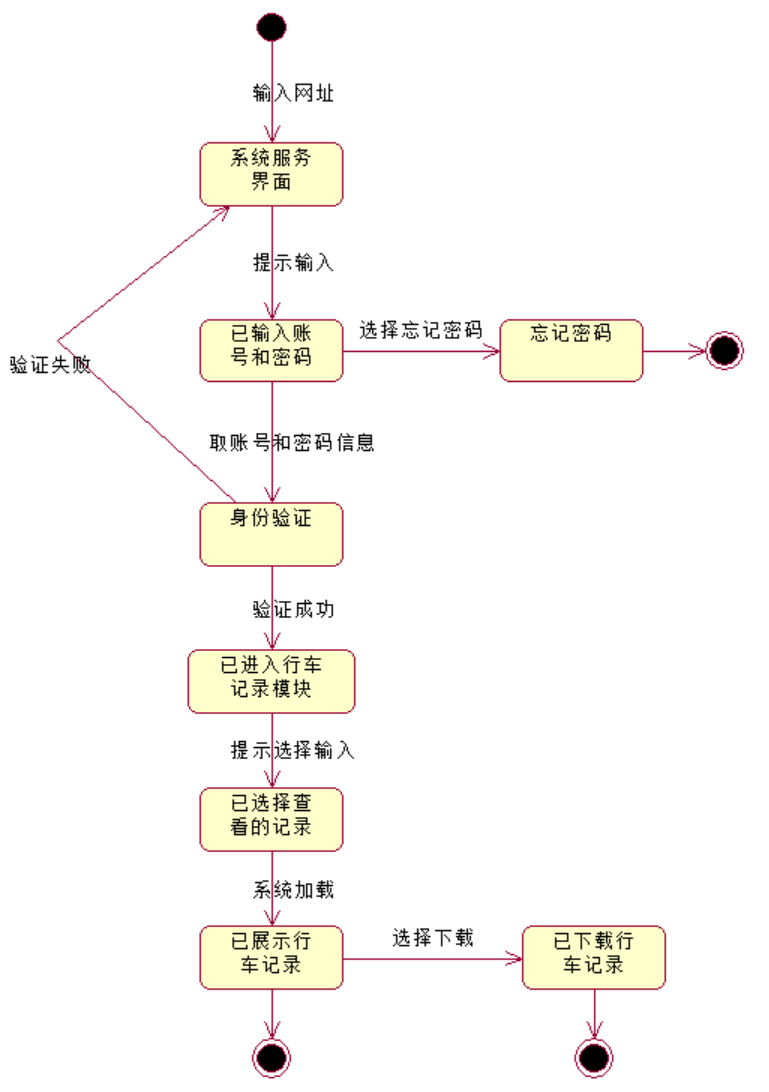 输入网址
系统服务
界面
提示输入
已输入账
号和密码
选择忘记密码
忘记密码
验证失败
取账号和密码信息
身份验证
验证成功
已进入行车
记录模块
提示选择输入
已选择查
看的记录
系统加载
已展示行
车记录
选择下载
已下载行
车记录